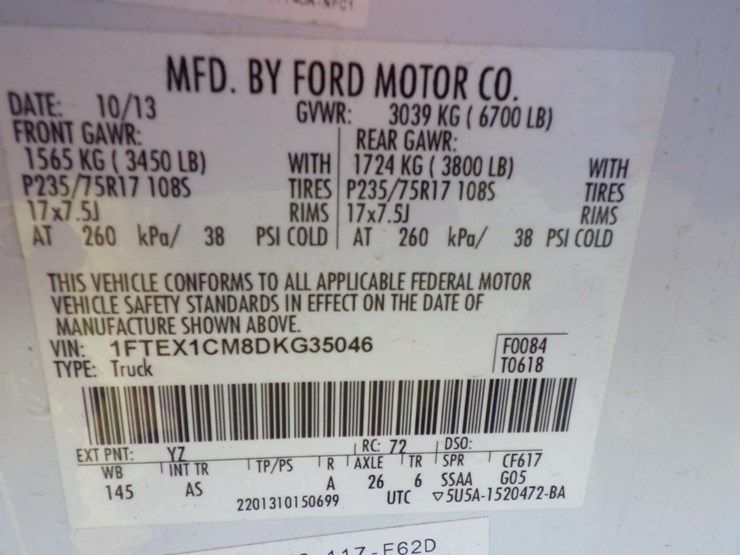 MFD. BY FORD MOTOR CO.
DATE: 10/13 GVWR: 3039 KG ( 6700 LB)
FRONT GAWR: REAR GAWR:
1565 KG ( 3450 LB) WITH 1724 KG ( 3800 LB) WITH
P235/75R17 108S TIRES P235/75R17 108S TIRES
17x7.5J RIMS 17x7.5J RIMS
AT 260 kPa/ 38 PSI COLD AT 260 kPa/ 38 PSI COLD
THIS VEHICLE CONFORMS TO ALL APPLICABLE FEDERAL MOTOR
VEHICLE SAFETY STANDARDS IN EFFECT ON THE DATE OF
MANUFACTURE SHOWN ABOVE.
VIN: 1FTEX1CM8DKG35046 F0084
TYPE: Truck T0618
EXT PNT: YZ RC: 72 DSO:
WB INT TR TP/PS R AXLE TR SPR CF617
145 AS A 26 6 SSAA G05
2201310150699 UTC ▽5U5A-1520472-BA
117-F62D